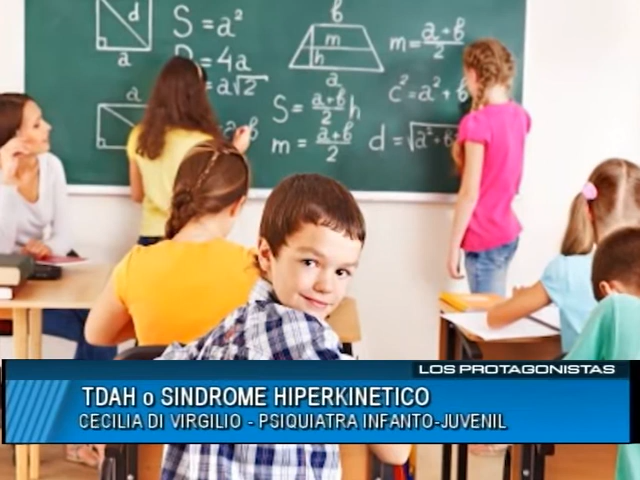 d
a
S = a²
D = 4a
= a√2
a
b
m
h
a
m = a+b/2
c² = a² + b
S = a+b/2 h
m = a+b/2
d = √a² + b²
LOS PROTAGONISTAS
TDAH o SINDROME HIPERKINETICO
CECILIA DI VIRGILIO - PSIQUIATRA INFANTO-JUVENIL